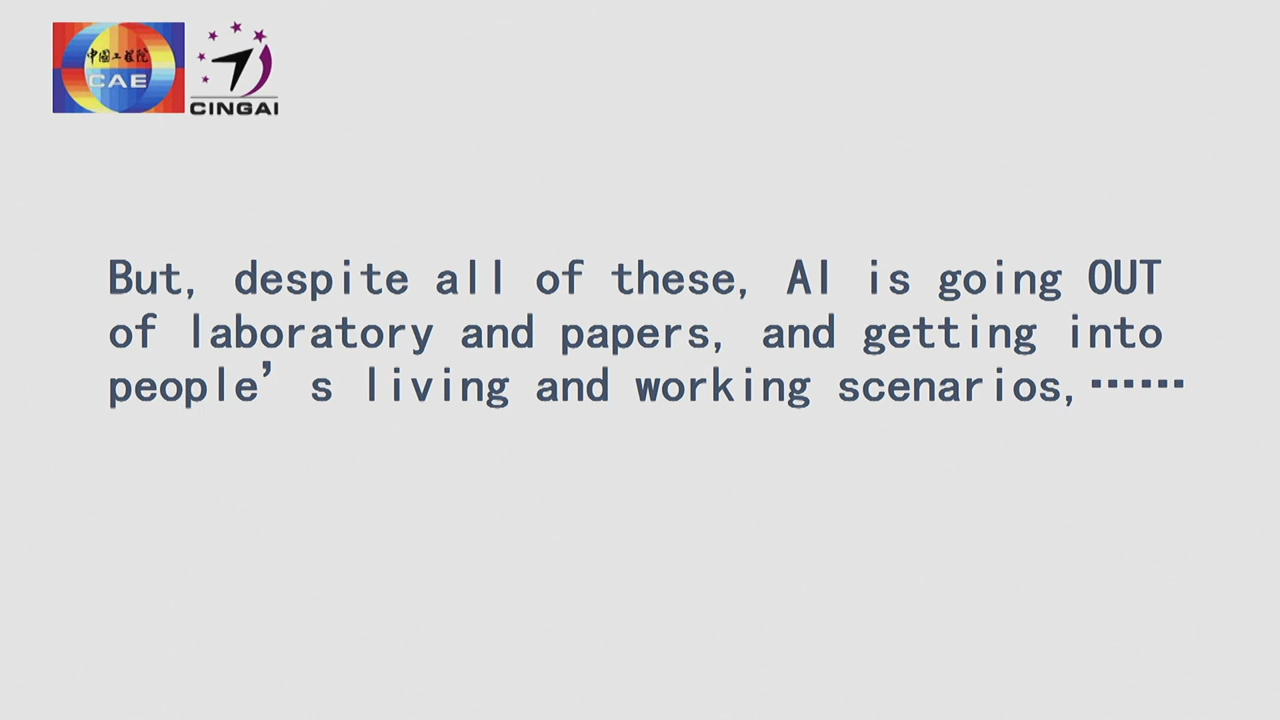 中国工程院
CAE
CINGAI
But, despite all of these, AI is going OUT
of laboratory and papers, and getting into
people’s living and working scenarios,……